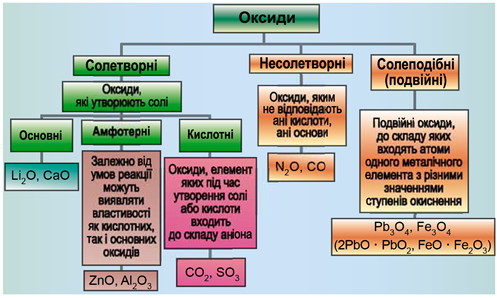 Оксиди
Солетворні
Оксиди,
які утворюють солі
Основні
Li₂O, CaO
Амфотерні
Залежно від
умов реакції
можуть
виявляти
властивості
як кислотних,
так і основних
оксидів
ZnO, Al₂O₃
Кислотні
Оксиди, елемент
яких під час
утворення солі
або кислоти
входить
до складу аніона
CO₂, SO₃
Несолетворні
Оксиди, яким
не відповідають
ані кислоти,
ані основи
N₂O, CO
Солеподібні
(подвійні)
Подвійні оксиди,
до складу яких
входять атоми
одного металічного
елемента з різними
значеннями
ступенів окиснення
Pb₃O₄, Fe₃O₄
(2PbO · PbO₂, FeO · Fe₂O₃)